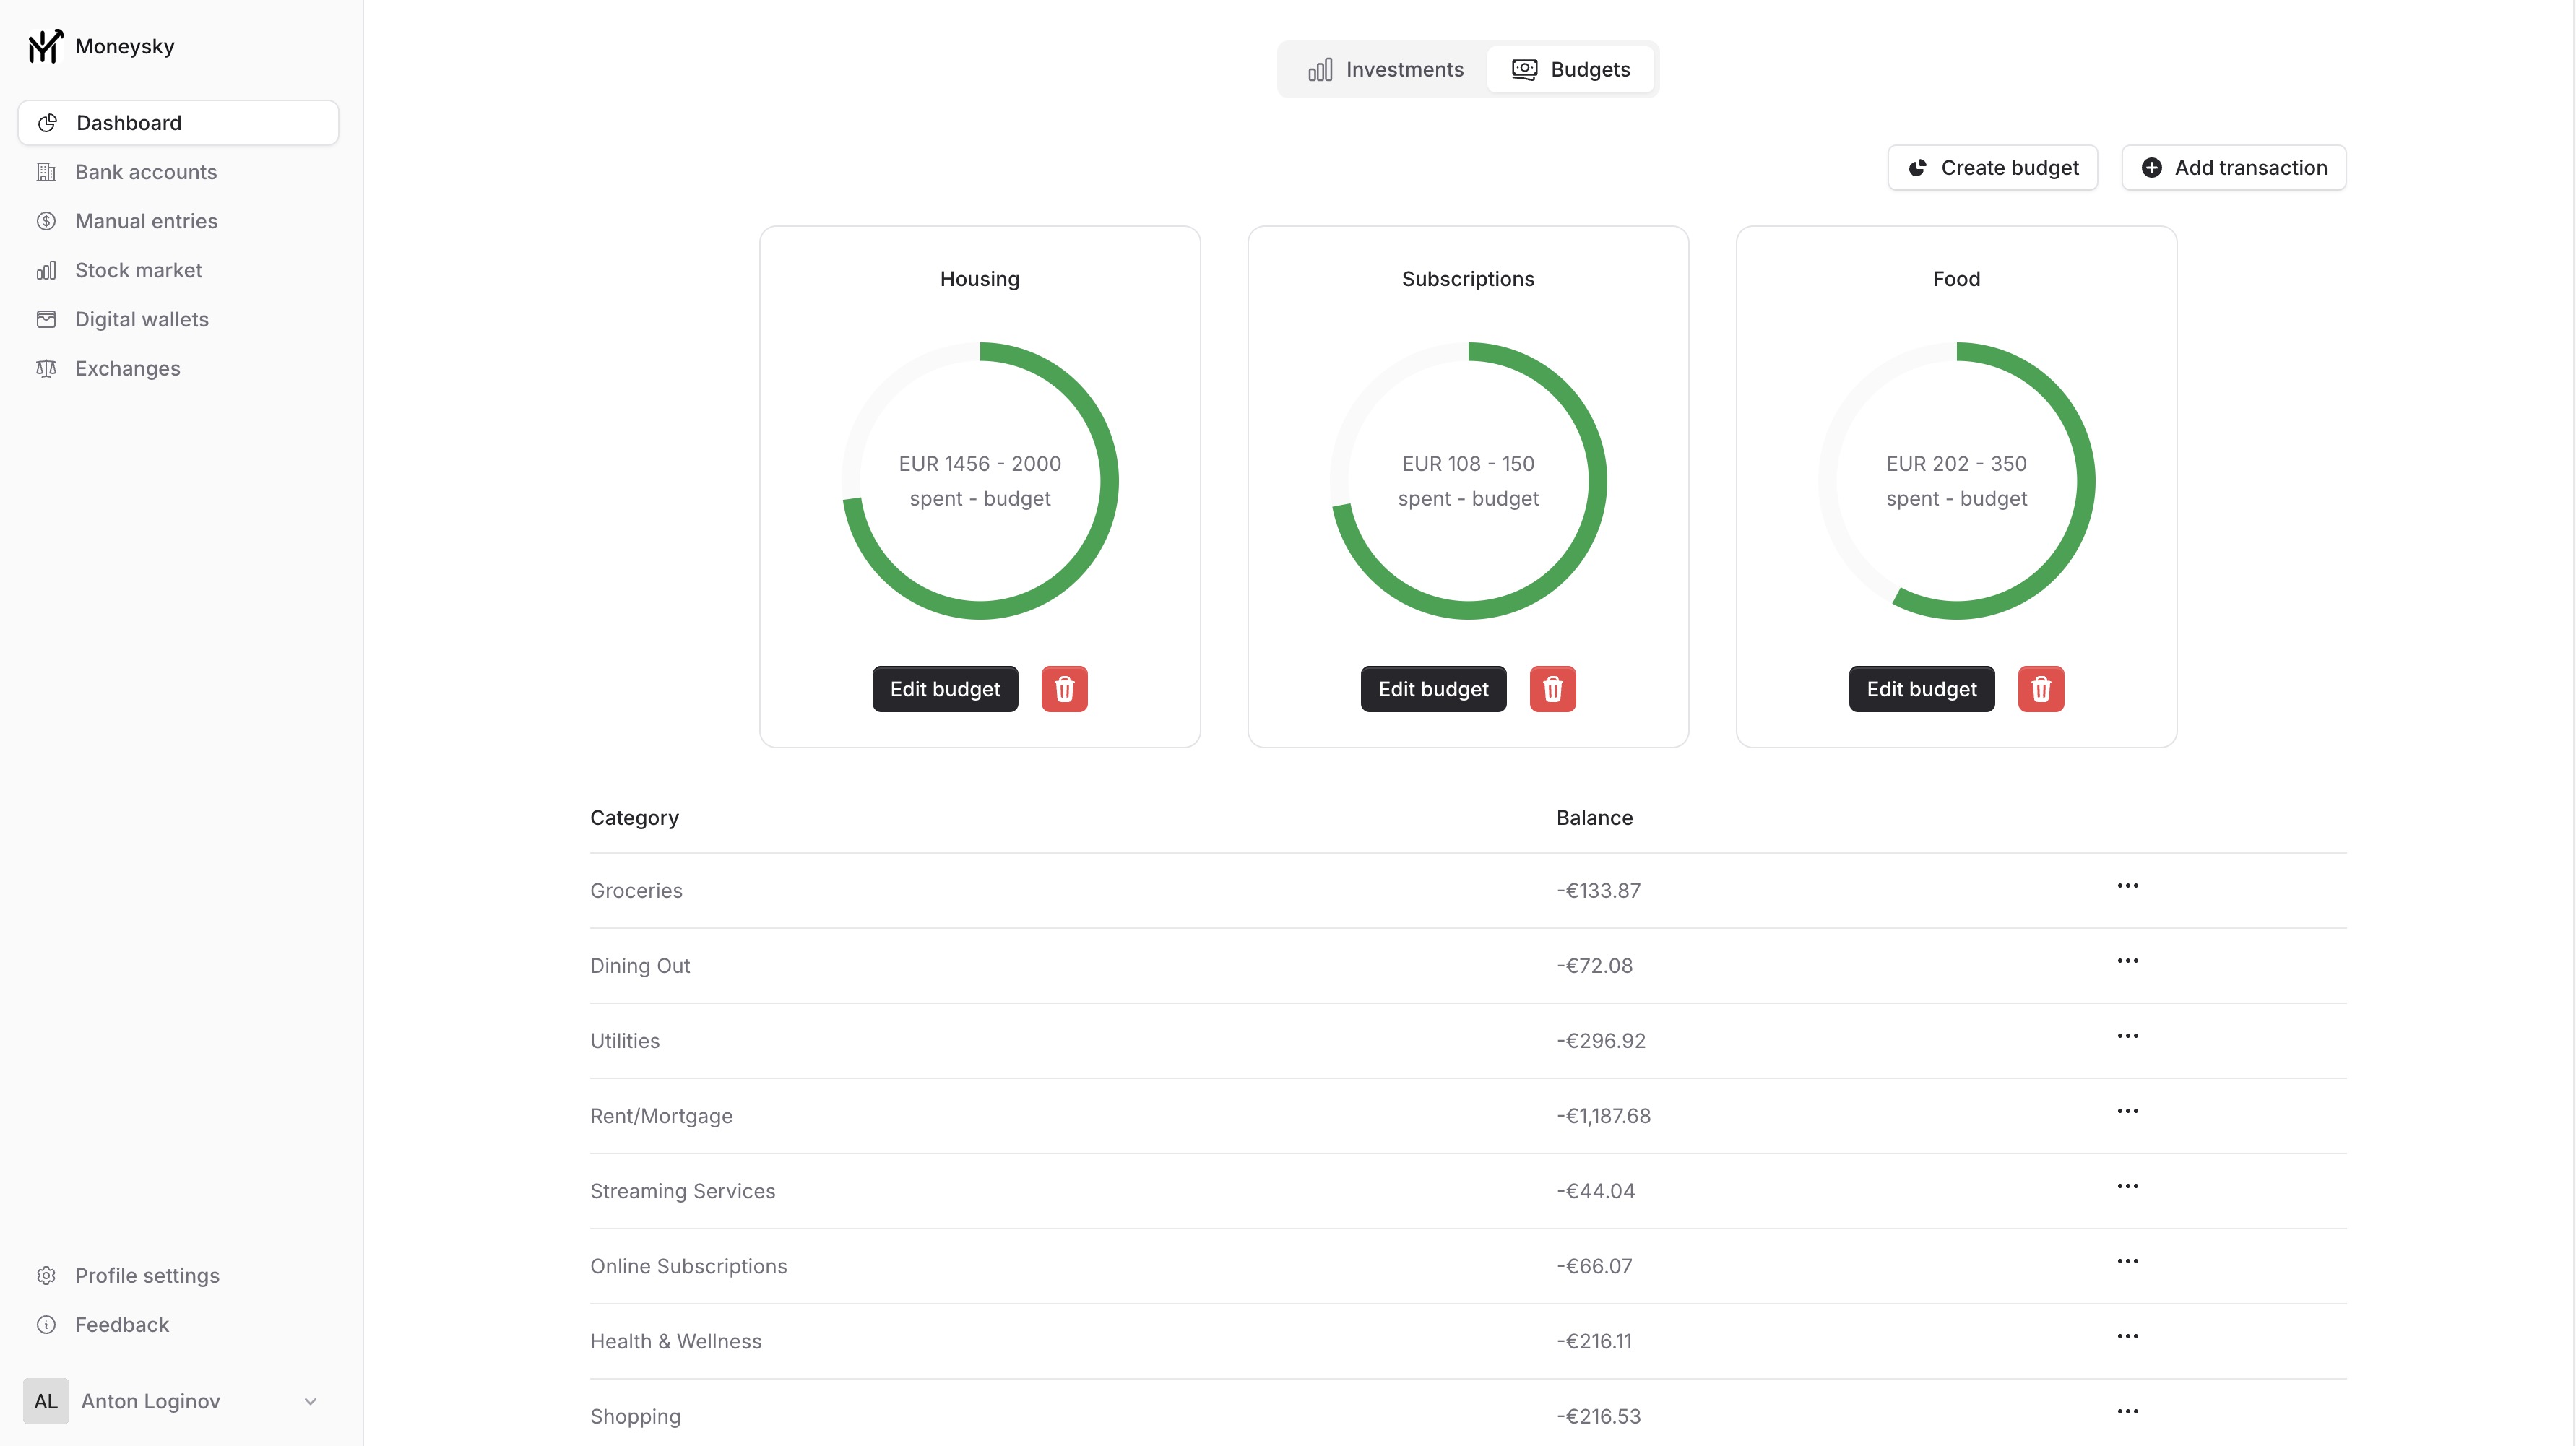 Moneysky
Dashboard
Bank accounts
Manual entries
Stock market
Digital wallets
Exchanges
Profile settings
Feedback
AL Anton Loginov
Investments Budgets
Create budget Add transaction
Housing
EUR 1456 - 2000
spent - budget
Edit budget
Subscriptions
EUR 108 - 150
spent - budget
Edit budget
Food
EUR 202 - 350
spent - budget
Edit budget
Category Balance
Groceries -€133.87
Dining Out -€72.08
Utilities -€296.92
Rent/Mortgage -€1,187.68
Streaming Services -€44.04
Online Subscriptions -€66.07
Health & Wellness -€216.11
Shopping -€216.53